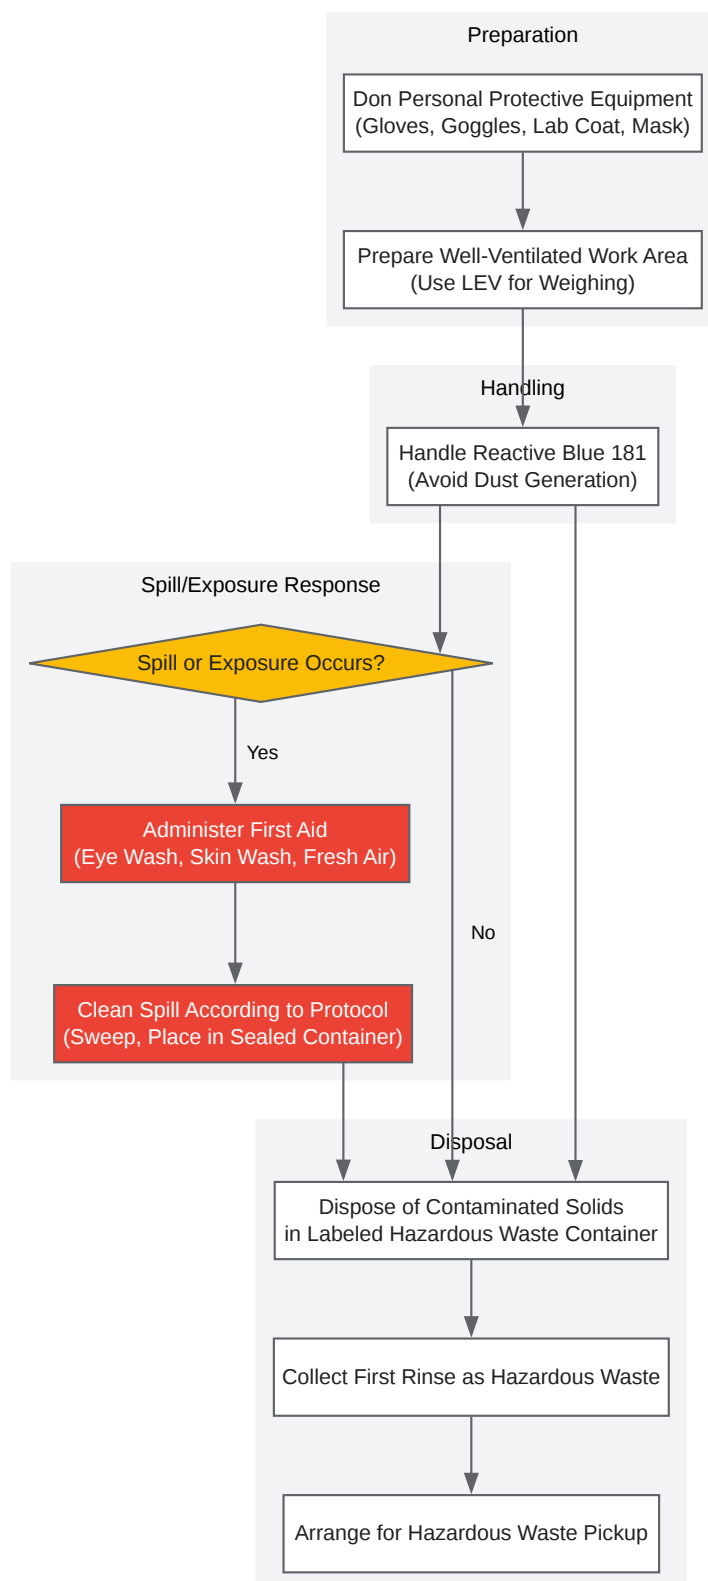 Preparation
Don Personal Protective Equipment
(Gloves, Goggles, Lab Coat, Mask)
Prepare Well-Ventilated Work Area
(Use LEV for Weighing)
Handling
Handle Reactive Blue 181
(Avoid Dust Generation)
Spill/Exposure Response
Spill or Exposure Occurs?
Yes
Administer First Aid
(Eye Wash, Skin Wash, Fresh Air)
No
Clean Spill According to Protocol
(Sweep, Place in Sealed Container)
Disposal
Dispose of Contaminated Solids
in Labeled Hazardous Waste Container
Collect First Rinse as Hazardous Waste
Arrange for Hazardous Waste Pickup